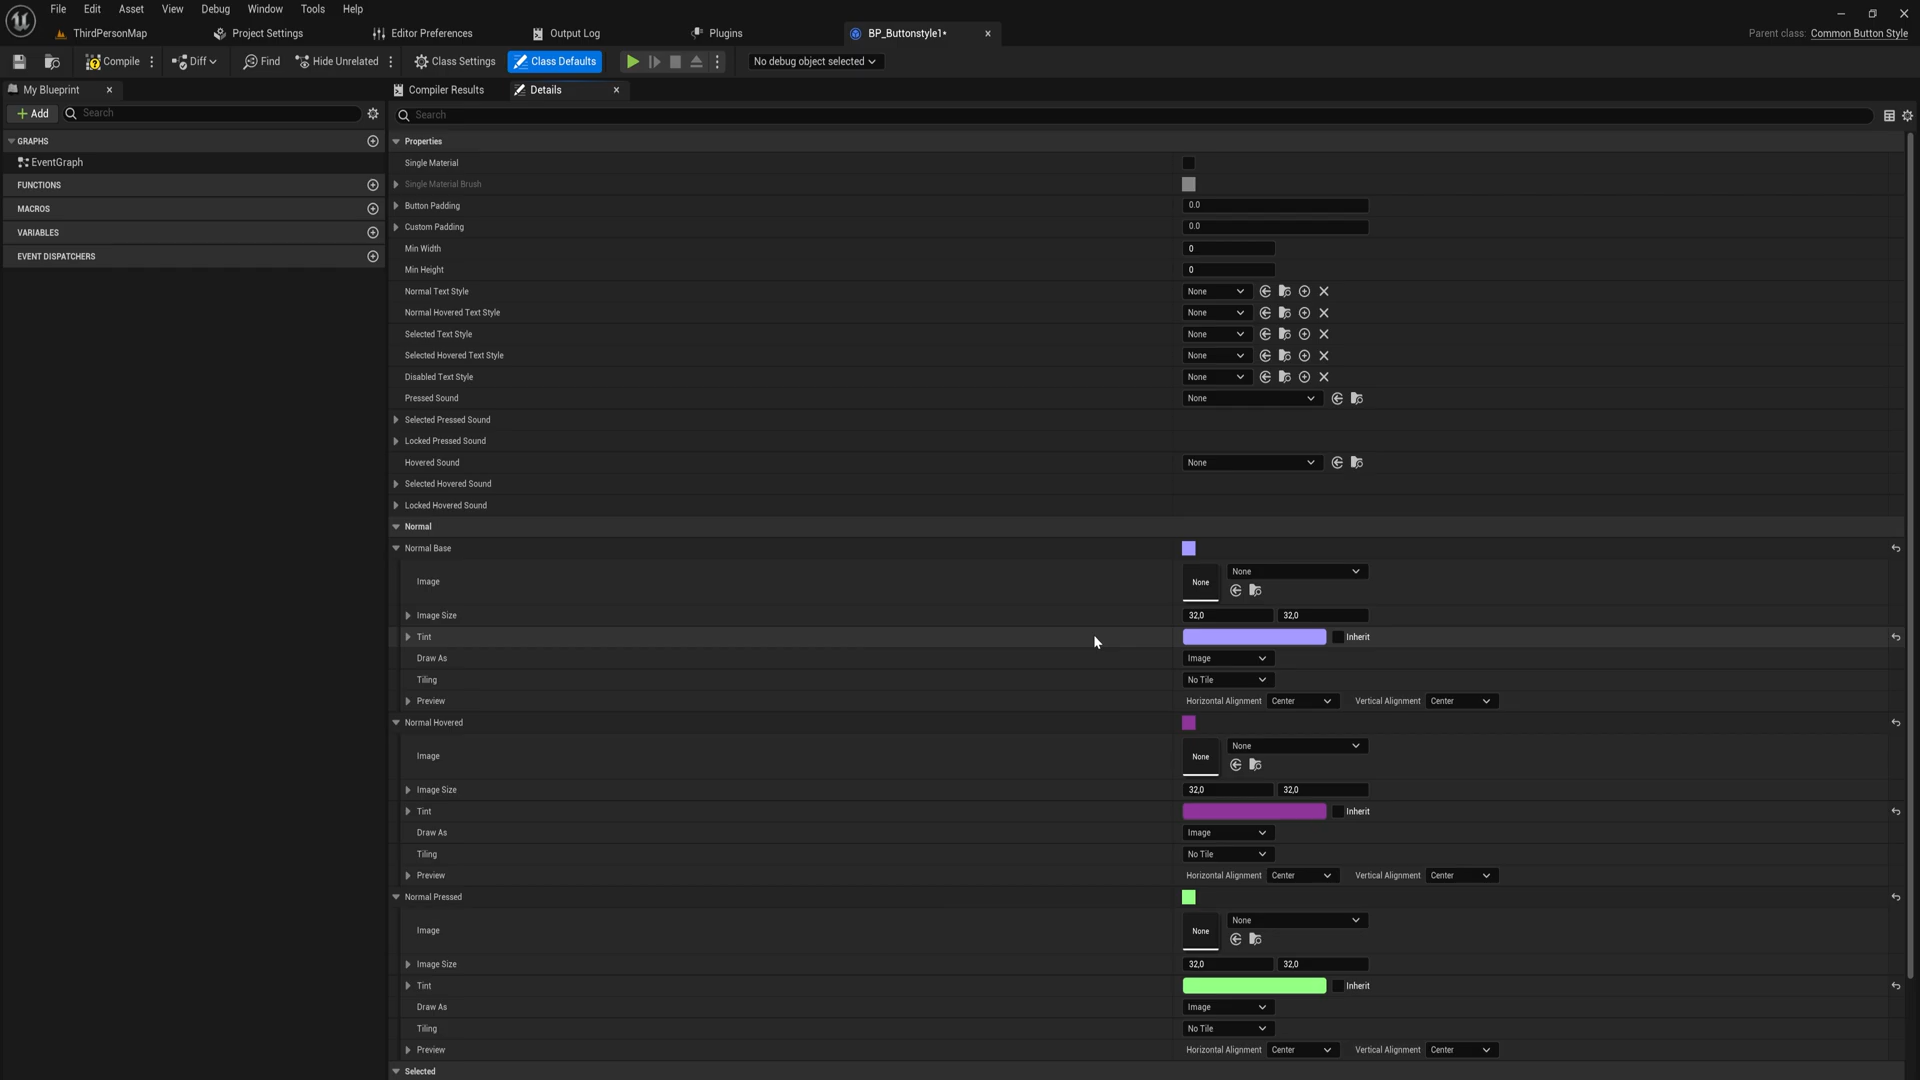 File Edit Asset View Debug Window Tools Help
ThirdPersonMap Project Settings Editor Preferences Output Log Plugins BP_Buttonstyle1* Parent class: Common Button Style
Compile Diff Find Hide Unrelated Class Settings Class Defaults No debug object selected
My Blueprint Compiler Results Details
Add Search Search
GRAPHS
EventGraph
FUNCTIONS
MACROS
VARIABLES
EVENT DISPATCHERS
Properties
Single Material
Single Material Brush
Button Padding 0.0
Custom Padding 0.0
Min Width 0
Min Height 0
Normal Text Style None
Normal Hovered Text Style None
Selected Text Style None
Selected Hovered Text Style None
Disabled Text Style None
Pressed Sound None
Selected Pressed Sound
Locked Pressed Sound
Hovered Sound None
Selected Hovered Sound
Locked Hovered Sound
Normal
Normal Base
Image None None
Image Size 32,0 32,0
Tint Inherit
Draw As Image
Tiling No Tile
Preview Horizontal Alignment Center Vertical Alignment Center
Normal Hovered
Image None None
Image Size 32,0 32,0
Tint Inherit
Draw As Image
Tiling No Tile
Preview Horizontal Alignment Center Vertical Alignment Center
Normal Pressed
Image None None
Image Size 32,0 32,0
Tint Inherit
Draw As Image
Tiling No Tile
Preview Horizontal Alignment Center Vertical Alignment Center
Selected